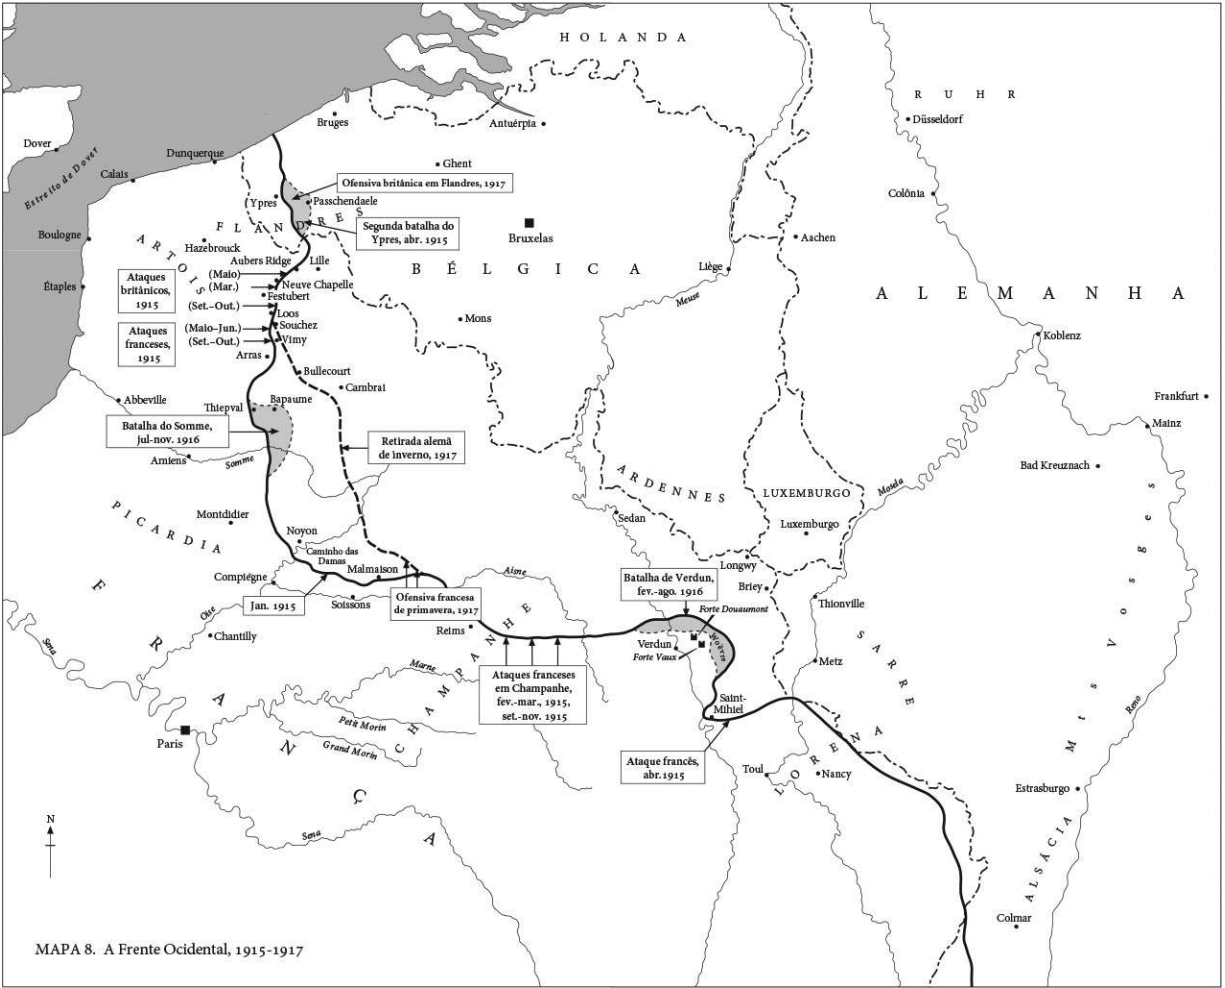 HOLANDA
RUHR
Düsseldorf
Bruges
Antuérpia
Dover
Estreito de Dover
Dunquerque
Calais
Ghent
Ofensiva britânica em Flandres, 1917
Colônia
Ypres
Passchendaele
FLANDRES
Segunda batalha do
Ypres, abr. 1915
Bruxelas
Boulogne
ARTOIS
Hazebrouck
Aachen
Aubers Ridge
Lille
BÉLGICA
Liège
Ataques
britânicos,
1915
(Maio)
(Mar.)
Neuve Chapelle
Étaples
Festubert
(Set.–Out.)
Loos
Meuse
ALEMANHA
Mons
Ataques
franceses,
1915
(Maio–Jun.)
Souchez
(Set.–Out.)
Vimy
Koblenz
Arras
Bullecourt
Cambrai
Abbeville
Thiepval
Bapaume
Frankfurt
Batalha do Somme,
jul-nov. 1916
Mainz
Retirada alemã
de inverno, 1917
Amiens
Somme
Bad Kreuznach
ARDENNES
LUXEMBURGO
Mosela
Luxemburgo
PICARDIA
Montdidier
Sedan
Noyon
Caminho das
Damas
Malmaison
Longwy
Compiégne
Aisne
Batalha de Verdun,
fev.-ago. 1916
Briey
Mts Vosges
Jan. 1915
Soissons
Ofensiva francesa
de primavera, 1917
Forte Douaumont
Thionville
Oise
Reims
Chantilly
Verdun
Forte Vaux
Woëvre
SARRE
Sena
Marne
CHAMPANHE
Metz
Ataques franceses
em Champanhe,
fev.-mar., 1915,
set.-nov. 1915
Saint-
Mihiel
Reno
Petit Morin
Grand Morin
Paris
FRANÇA
Ataque francês,
abr.1915
Toul
LORENA
Nancy
Estrasburgo
N
Sena
ALSÁCIA
Colmar
MAPA 8. A Frente Ocidental, 1915-1917